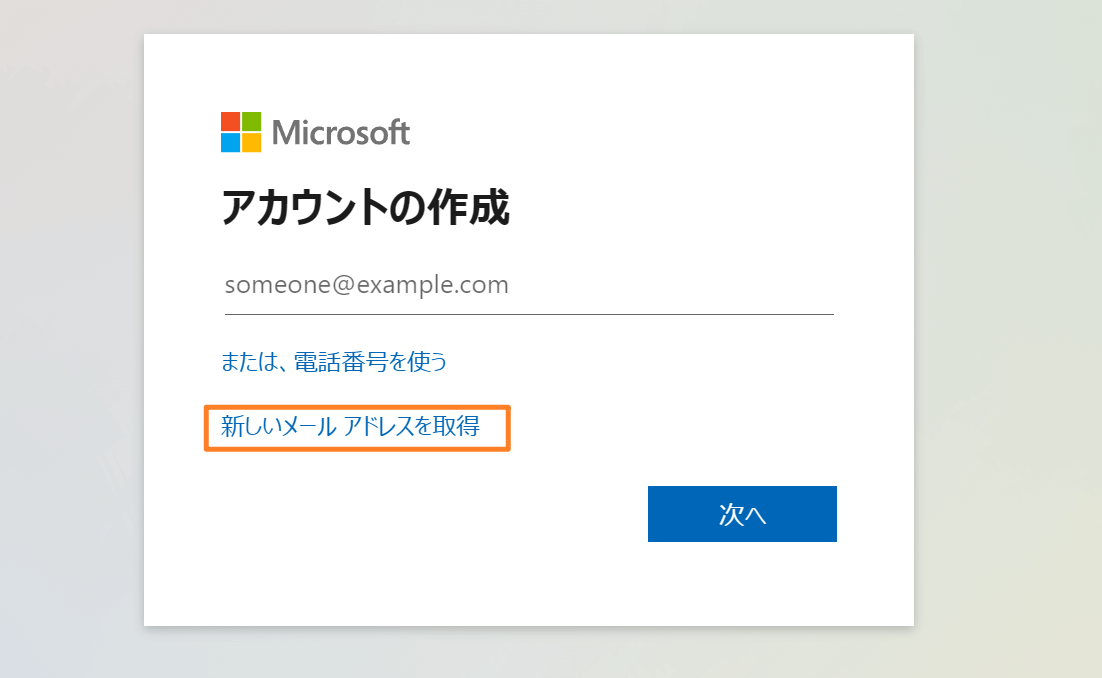 Microsoft
アカウントの作成
someone@example.com
または、電話番号を使う
新しいメール アドレスを取得
次へ